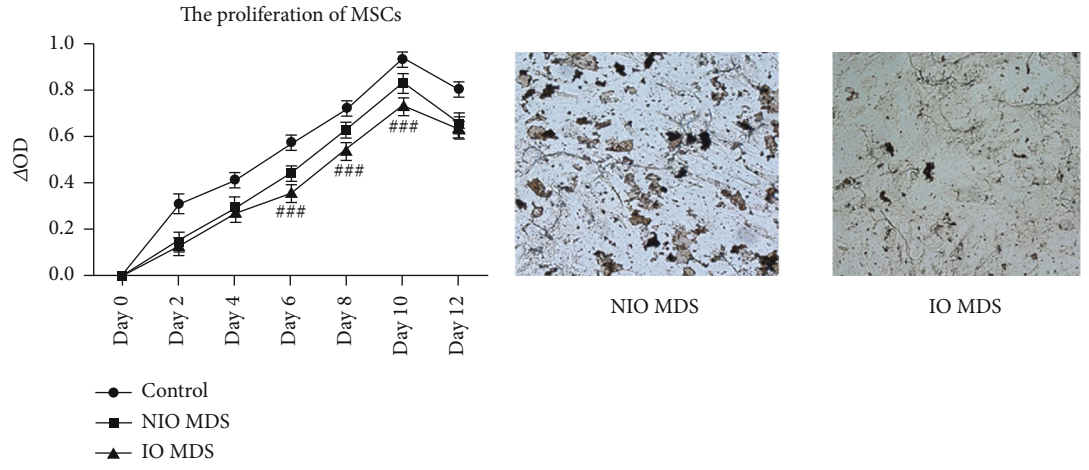 The proliferation of MSCs
1.0
0.8
0.6
0.4
0.2
0.0
ΔOD
###
###
###
Day 0
Day 2
Day 4
Day 6
Day 8
Day 10
Day 12
Control
NIO MDS
IO MDS
NIO MDS
IO MDS